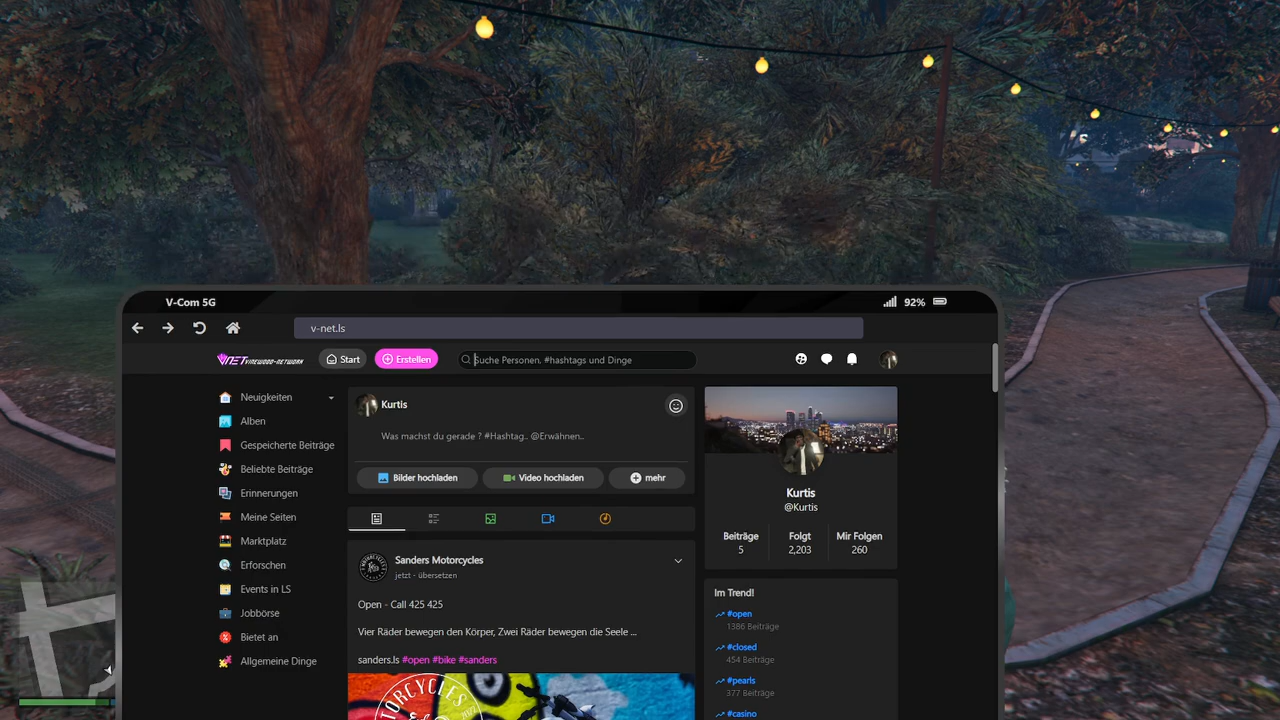 V-Com 5G
92%
v-net.ls
VNET VINEWOOD-NETWORK
Start
Erstellen
Suche Personen, #hashtags und Dinge
Neuigkeiten
Alben
Gespeicherte Beiträge
Beliebte Beiträge
Erinnerungen
Meine Seiten
Marktplatz
Erforschen
Events in LS
Jobbörse
Bietet an
Allgemeine Dinge
Kurtis
Was machst du gerade ? #Hashtag.. @Erwähnen..
Bilder hochladen
Video hochladen
mehr
Sanders Motorcycles
jetzt - übersetzen
Open - Call 425 425
Vier Räder bewegen den Körper, Zwei Räder bewegen die Seele ...
sanders.ls #open #bike #sanders
MOTORCYCLES
Kurtis
@Kurtis
Beiträge
5
Folgt
2,203
Mir Folgen
260
Im Trend!
#open
1386 Beiträge
#closed
454 Beiträge
#pearls
377 Beiträge
#casino